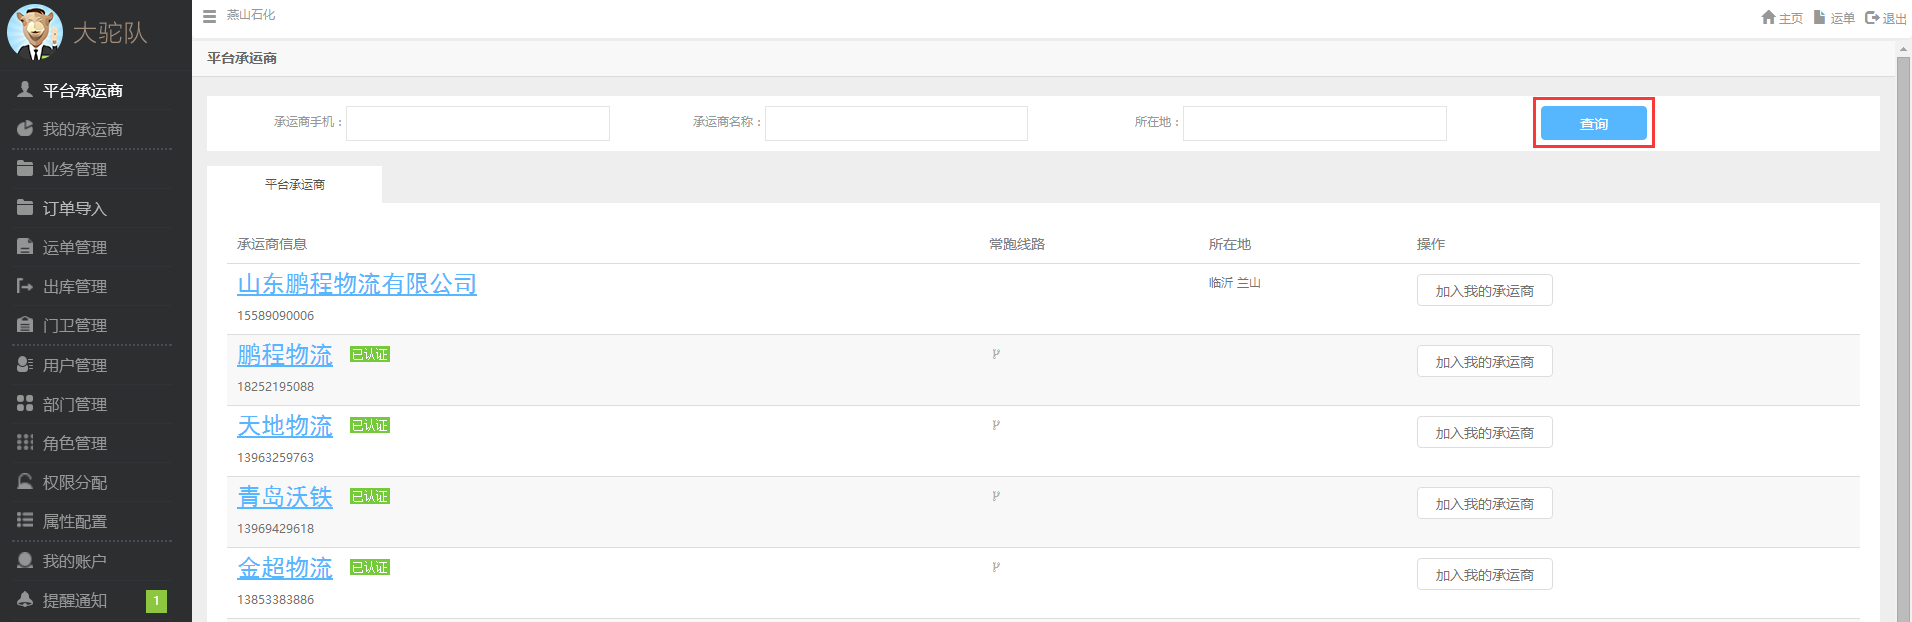 大驼队
燕山石化
主页 运单 退出
平台承运商
我的承运商
业务管理
订单导入
运单管理
出库管理
门卫管理
用户管理
部门管理
角色管理
权限分配
属性配置
我的账户
提醒通知 1
平台承运商
承运商手机： 承运商名称： 所在地： 查询
平台承运商
承运商信息 常跑线路 所在地 操作
山东鹏程物流有限公司 临沂 兰山 加入我的承运商
15589090006
鹏程物流 已认证 加入我的承运商
18252195088
天地物流 已认证 加入我的承运商
13963259763
青岛沃铁 已认证 加入我的承运商
13969429618
金超物流 已认证 加入我的承运商
13853383886